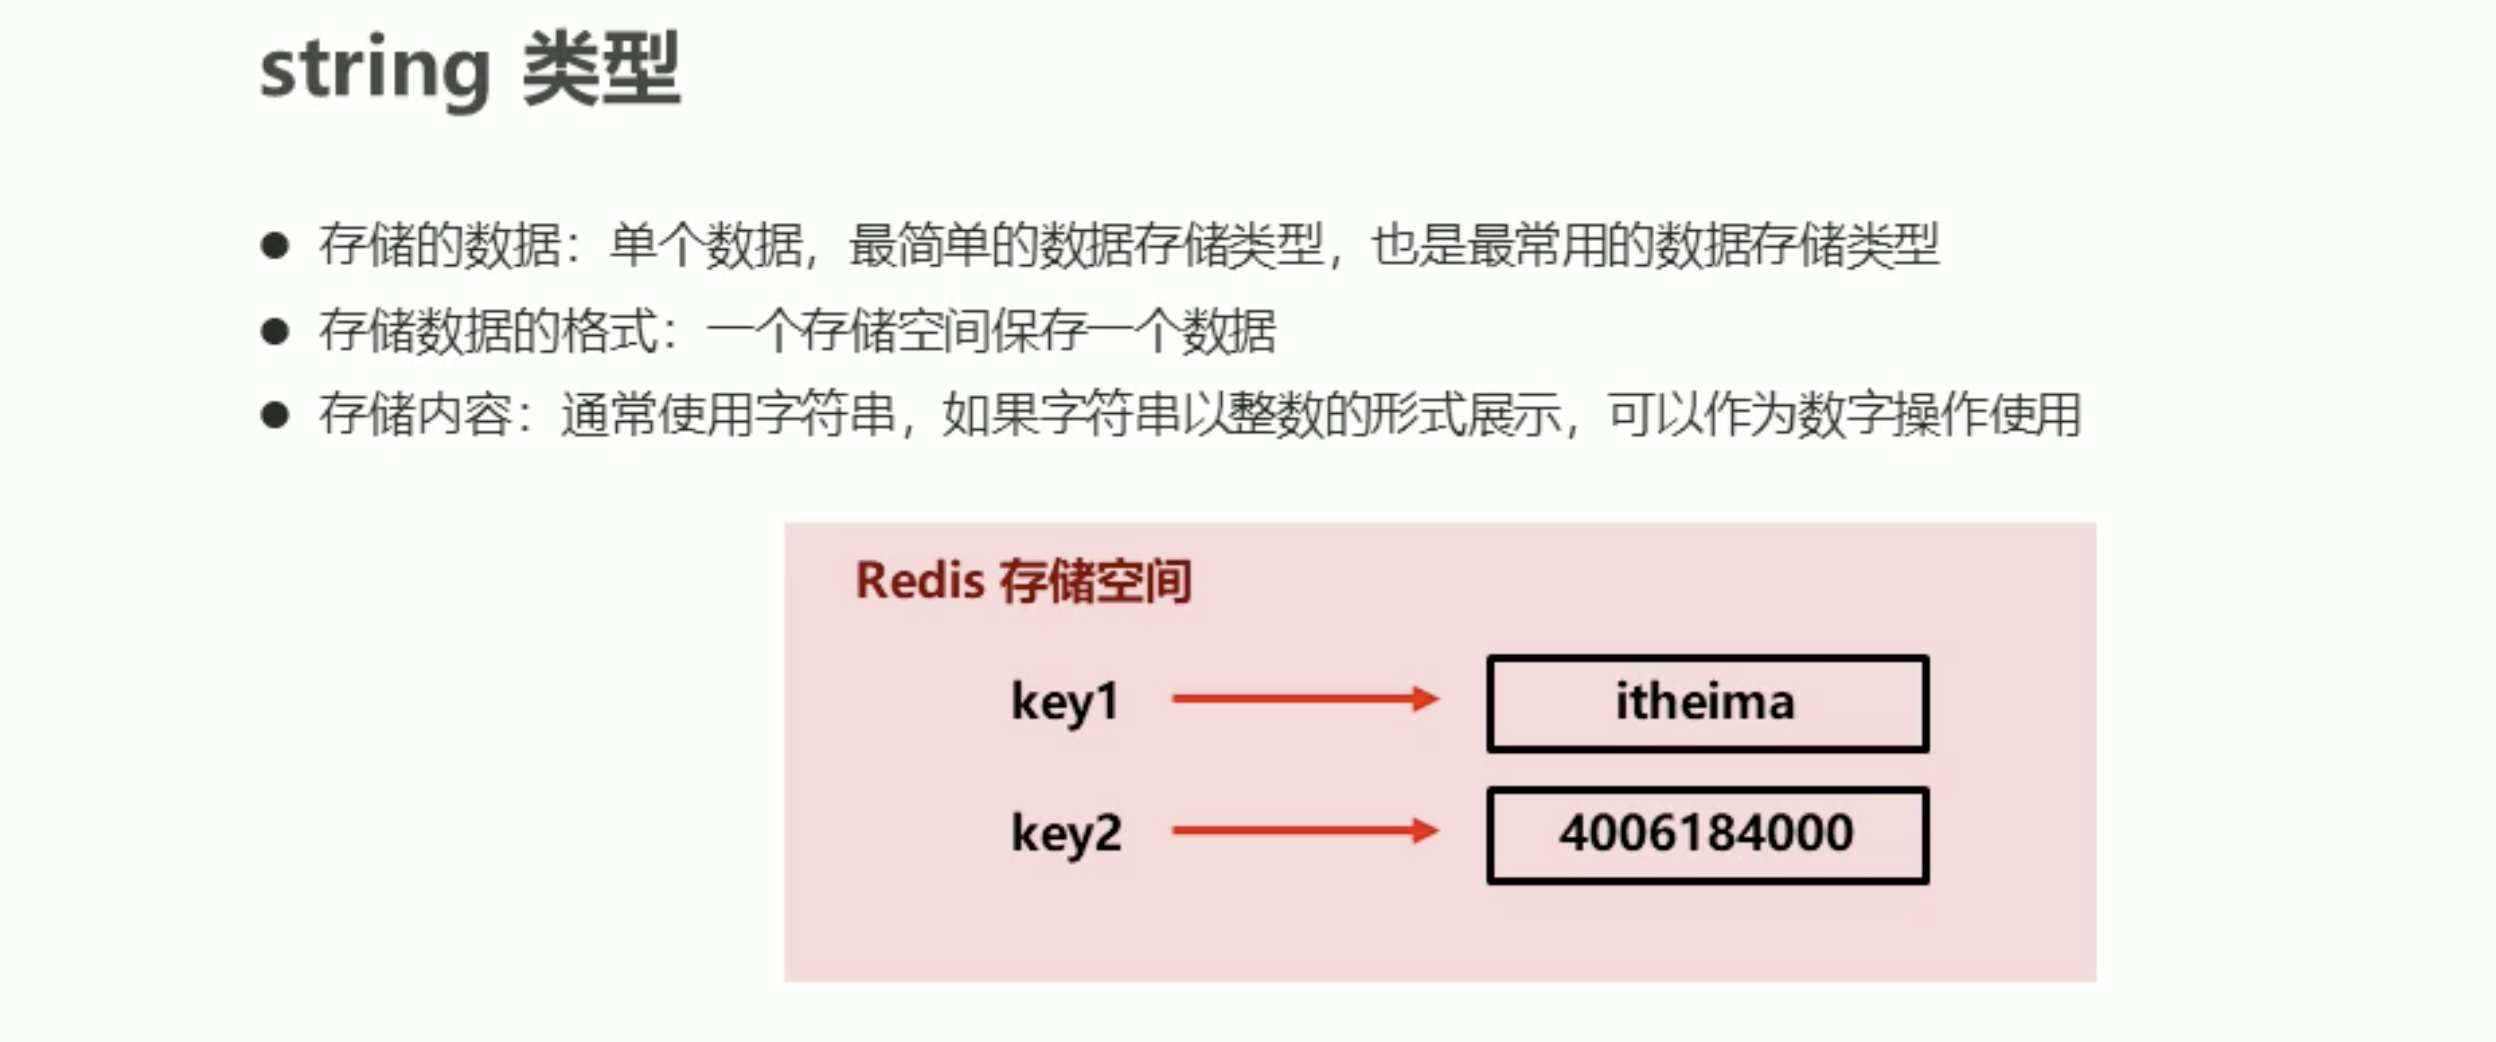 string 类型
● 存储的数据：单个数据，最简单的数据存储类型，也是最常用的数据存储类型
● 存储数据的格式：一个存储空间保存一个数据
● 存储内容：通常使用字符串，如果字符串以整数的形式展示，可以作为数字操作使用
Redis 存储空间
key1 itheima
key2 4006184000